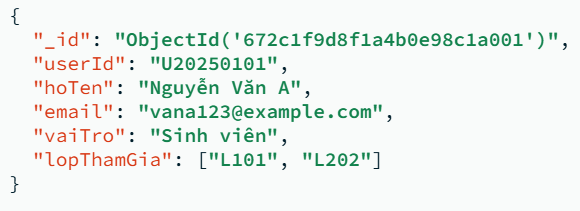 {
"_id": "ObjectId('672c1f9d8f1a4b0e98c1a001')",
"userId": "U20250101",
"hoTen": "Nguyễn Văn A",
"email": "vana123@example.com",
"vaiTro": "Sinh viên",
"lopThamGia": ["L101", "L202"]
}